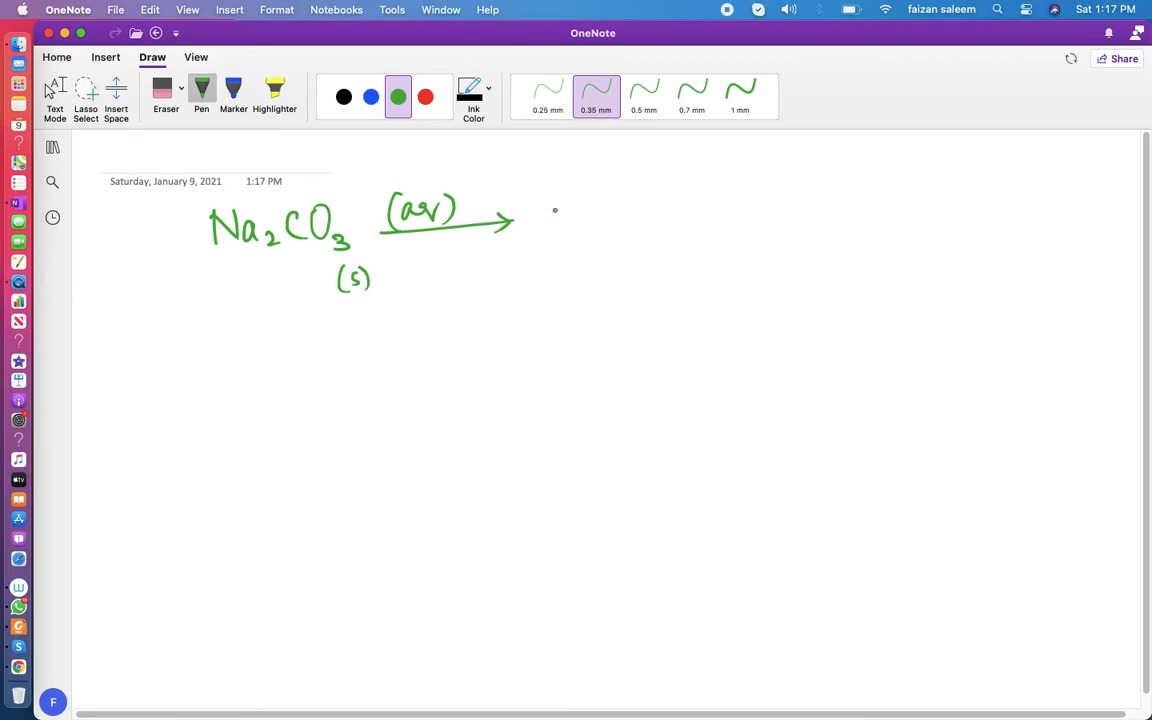 OneNote File Edit View Insert Format Notebooks Tools Window Help faizan saleem Sat 1:17 PM
OneNote
Home Insert Draw View Share
Text Mode Lasso Select Insert Space Eraser Pen Marker Highlighter Ink Color 0.25 mm 0.35 mm 0.5 mm 0.7 mm 1 mm
Saturday, January 9, 2021 1:17 PM
Na₂CO₃ (aq) →
(s)
9
tv
F